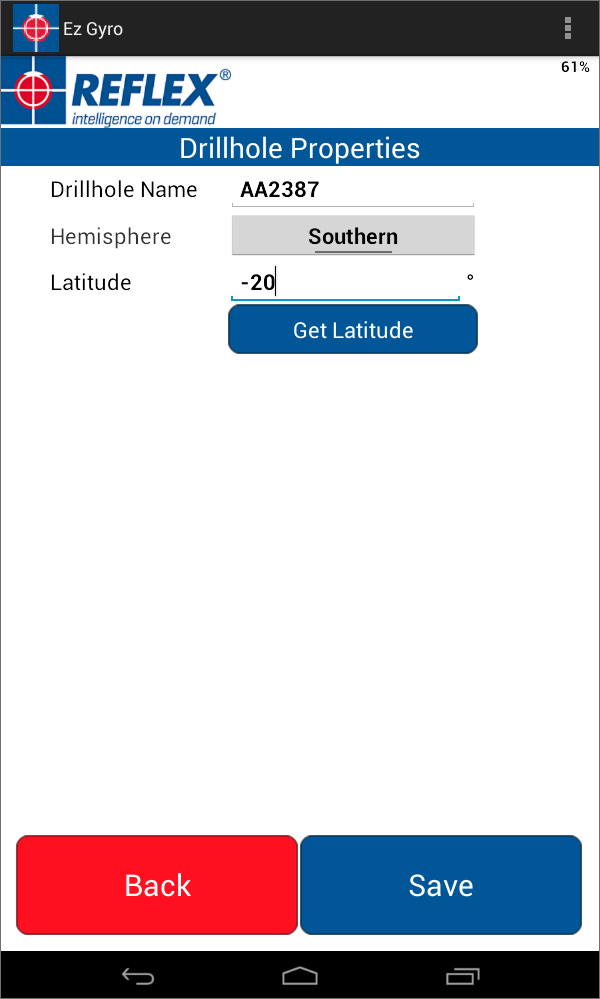 Ez Gyro
61%
REFLEX®
intelligence on demand
Drillhole Properties
Drillhole Name AA2387
Hemisphere Southern
Latitude -20 °
Get Latitude
Back Save